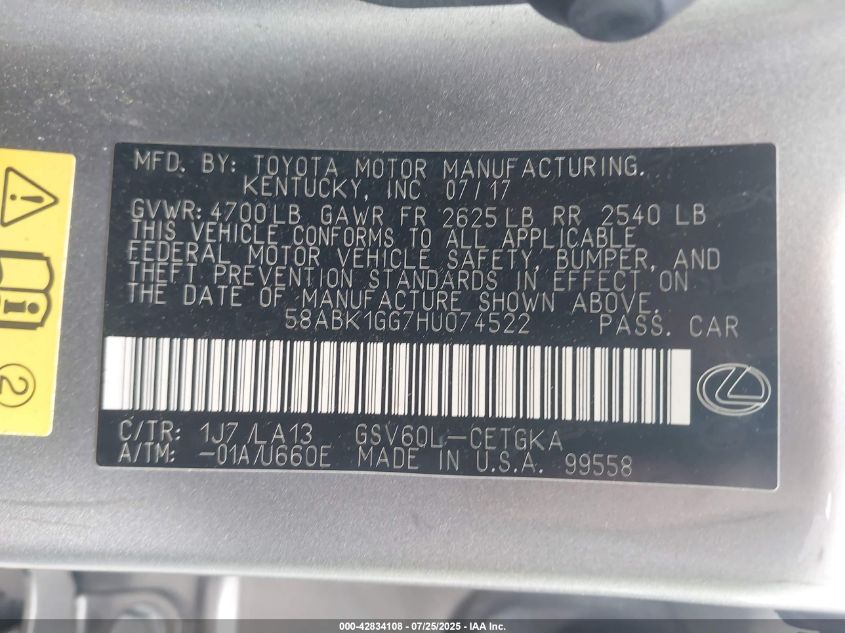 MFD. BY: TOYOTA MOTOR MANUFACTURING.
KENTUCKY, INC 07/17
GVWR: 4700LB GAWR FR 2625LB RR 2540 LB
THIS VEHICLE CONFORMS TO ALL APPLICABLE
FEDERAL MOTOR VEHICLE SAFETY, BUMPER, AND
THEFT PREVENTION STANDARDS IN EFFECT ON
THE DATE OF MANUFACTURE SHOWN ABOVE.
58ABK1GG7HU074522 PASS. CAR
C/TR: 1J7 /LA13 GSV60L-CETGKA
A/TM: -01A/U660E MADE IN U.S.A. 99558
2
000-42834108 - 07/25/2025 - IAA Inc.